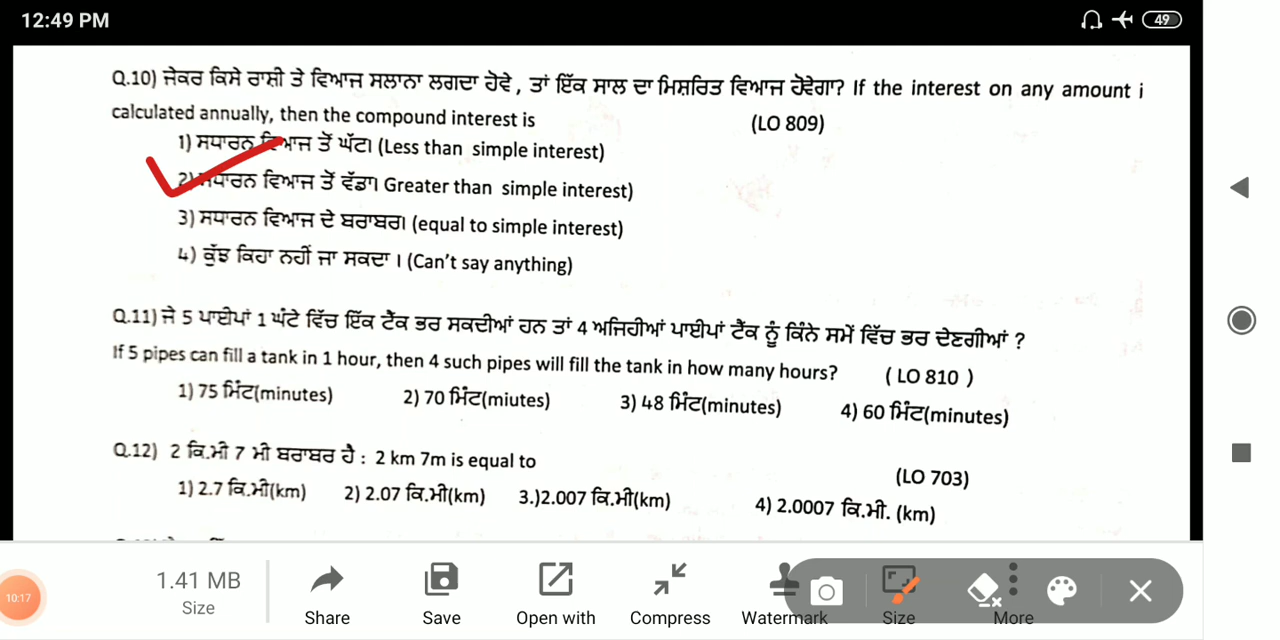 12:49 PM
49
Q.10) ਜੇਕਰ ਕਿਸੇ ਰਾਸ਼ੀ ਤੇ ਵਿਆਜ ਸਲਾਨਾ ਲਗਦਾ ਹੋਵੇ , ਤਾਂ ਇੱਕ ਸਾਲ ਦਾ ਮਿਸ਼ਰਿਤ ਵਿਆਜ ਹੋਵੇਗਾ? If the interest on any amount i
calculated annually, then the compound interest is (LO 809)
1) ਸਧਾਰਨ ਵਿਆਜ ਤੋਂ ਘੱਟ। (Less than simple interest)
2) ਸਧਾਰਨ ਵਿਆਜ ਤੋਂ ਵੱਡਾ। Greater than simple interest)
3) ਸਧਾਰਨ ਵਿਆਜ ਦੇ ਬਰਾਬਰ। (equal to simple interest)
4) ਕੁੱਝ ਕਿਹਾ ਨਹੀਂ ਜਾ ਸਕਦਾ । (Can't say anything)
Q.11) ਜੇ 5 ਪਾਈਪਾਂ 1 ਘੰਟੇ ਵਿੱਚ ਇੱਕ ਟੈਂਕ ਭਰ ਸਕਦੀਆਂ ਹਨ ਤਾਂ 4 ਅਜਿਹੀਆਂ ਪਾਈਪਾਂ ਟੈਂਕ ਨੂੰ ਕਿੰਨੇ ਸਮੇਂ ਵਿੱਚ ਭਰ ਦੇਣਗੀਆਂ ?
If 5 pipes can fill a tank in 1 hour, then 4 such pipes will fill the tank in how many hours? ( LO 810 )
1) 75 ਮਿੰਟ(minutes) 2) 70 ਮਿੰਟ(miutes) 3) 48 ਮਿੰਟ(minutes) 4) 60 ਮਿੰਟ(minutes)
Q.12) 2 ਕਿ.ਮੀ 7 ਮੀ ਬਰਾਬਰ ਹੈ : 2 km 7m is equal to (LO 703)
1) 2.7 ਕਿ.ਮੀ(km) 2) 2.07 ਕਿ.ਮੀ(km) 3.)2.007 ਕਿ.ਮੀ(km) 4) 2.0007 ਕਿ.ਮੀ. (km)
10:17
1.41 MB
Size
Share Save Open with Compress Watermark Size More